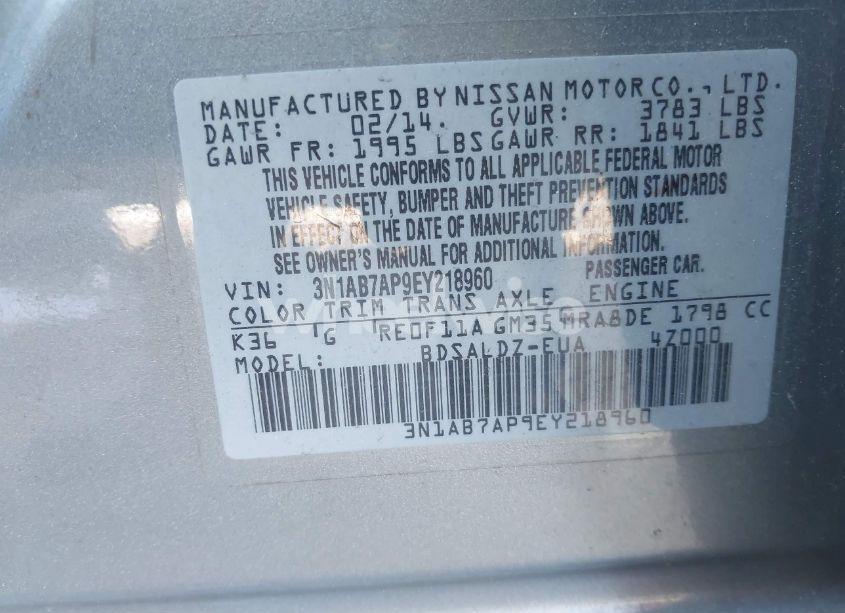 MANUFACTURED BY NISSAN MOTOR CO., LTD.
DATE: 02/14. GVWR: 3783 LBS
GAWR FR: 1995 LBS GAWR RR: 1841 LBS
THIS VEHICLE CONFORMS TO ALL APPLICABLE FEDERAL MOTOR
VEHICLE SAFETY, BUMPER AND THEFT PREVENTION STANDARDS
IN EFFECT ON THE DATE OF MANUFACTURE SHOWN ABOVE.
SEE OWNER'S MANUAL FOR ADDITIONAL INFORMATION.
VIN: 3N1AB7AP9EY218960 PASSENGER CAR.
COLOR TRIM TRANS AXLE ENGINE
K36 G RE0F11A GM35 MRA8DE 1798 CC
MODEL: BDSALDZ-EUA 4Z000
3N1AB7AP9EY218960